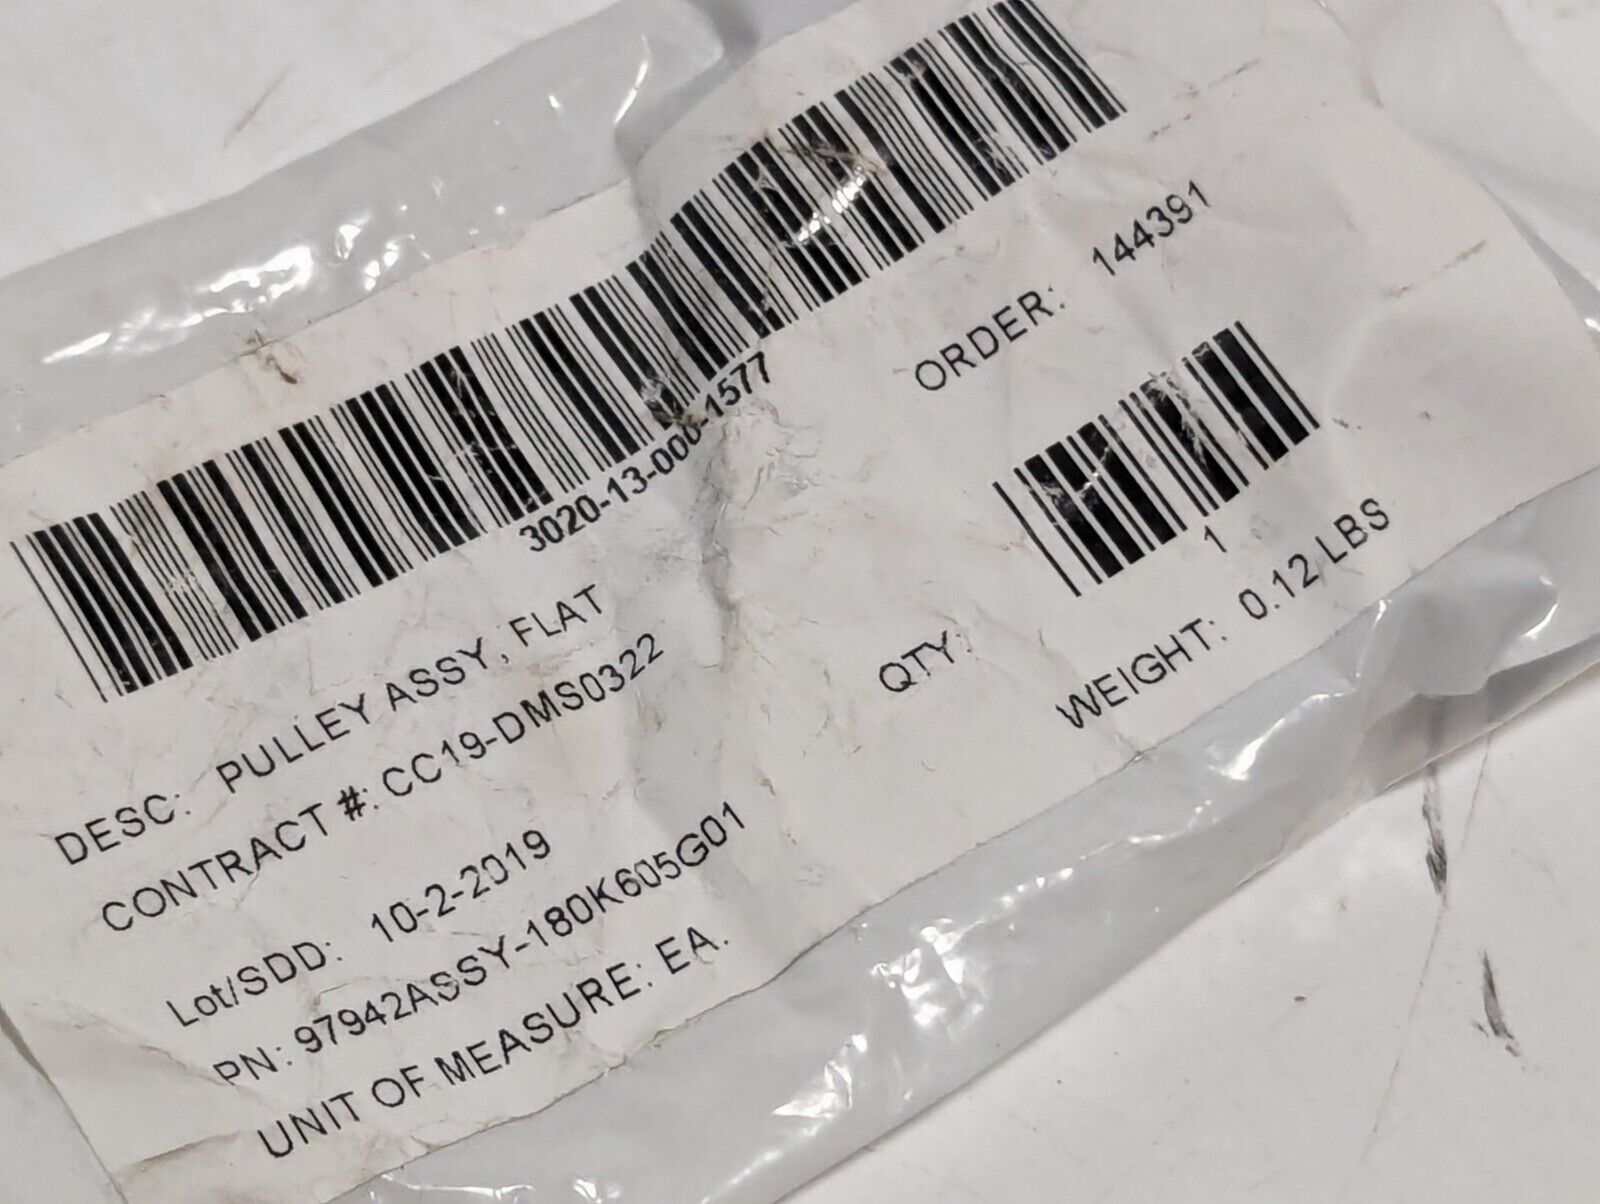 3020-13-000-1577
DESC: PULLEY ASSY, FLAT
ORDER: 144391
CONTRACT #: CC19-DMS0322
QTY: 1
Lot/SDD: 10-2-2019
WEIGHT: 0.12 LBS
PN: 97942ASSY-180K605G01
UNIT OF MEASURE: EA.